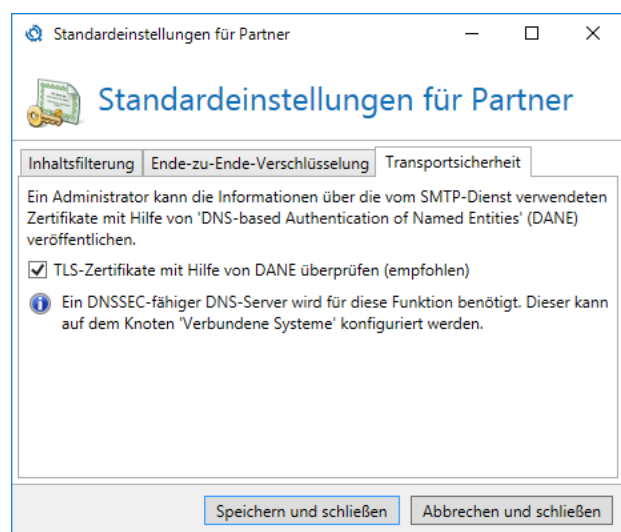 Standardeinstellungen für Partner
Standardeinstellungen für Partner
Inhaltsfilterung Ende-zu-Ende-Verschlüsselung Transportsicherheit
Ein Administrator kann die Informationen über die vom SMTP-Dienst verwendeten
Zertifikate mit Hilfe von 'DNS-based Authentication of Named Entities' (DANE)
veröffentlichen.
TLS-Zertifikate mit Hilfe von DANE überprüfen (empfohlen)
Ein DNSSEC-fähiger DNS-Server wird für diese Funktion benötigt. Dieser kann
auf dem Knoten 'Verbundene Systeme' konfiguriert werden.
Speichern und schließen Abbrechen und schließen